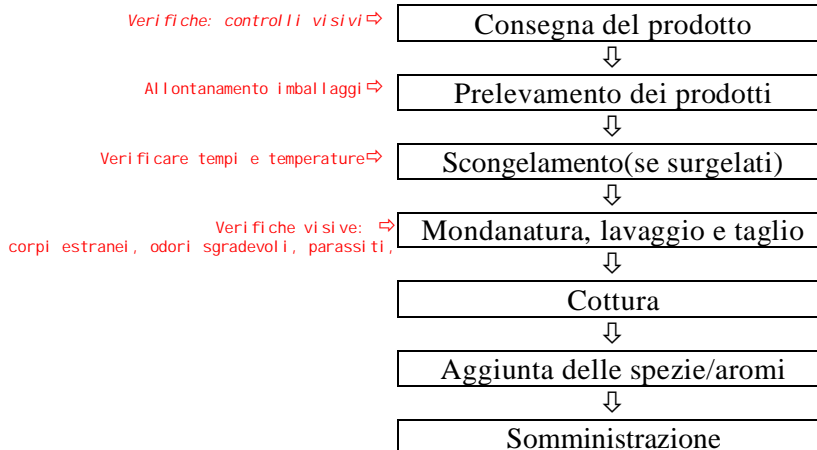 Verifiche: controlli visivi⇨ Consegna del prodotto
⇩
Allontanamento imballaggi⇨ Prelevamento dei prodotti
⇩
Verificare tempi e temperature⇨ Scongelamento(se surgelati)
⇩
Verifiche visive: ⇨ Mondanatura, lavaggio e taglio
corpi estranei, odori sgradevoli, parassiti,
⇩
Cottura
⇩
Aggiunta delle spezie/aromi
⇩
Somministrazione